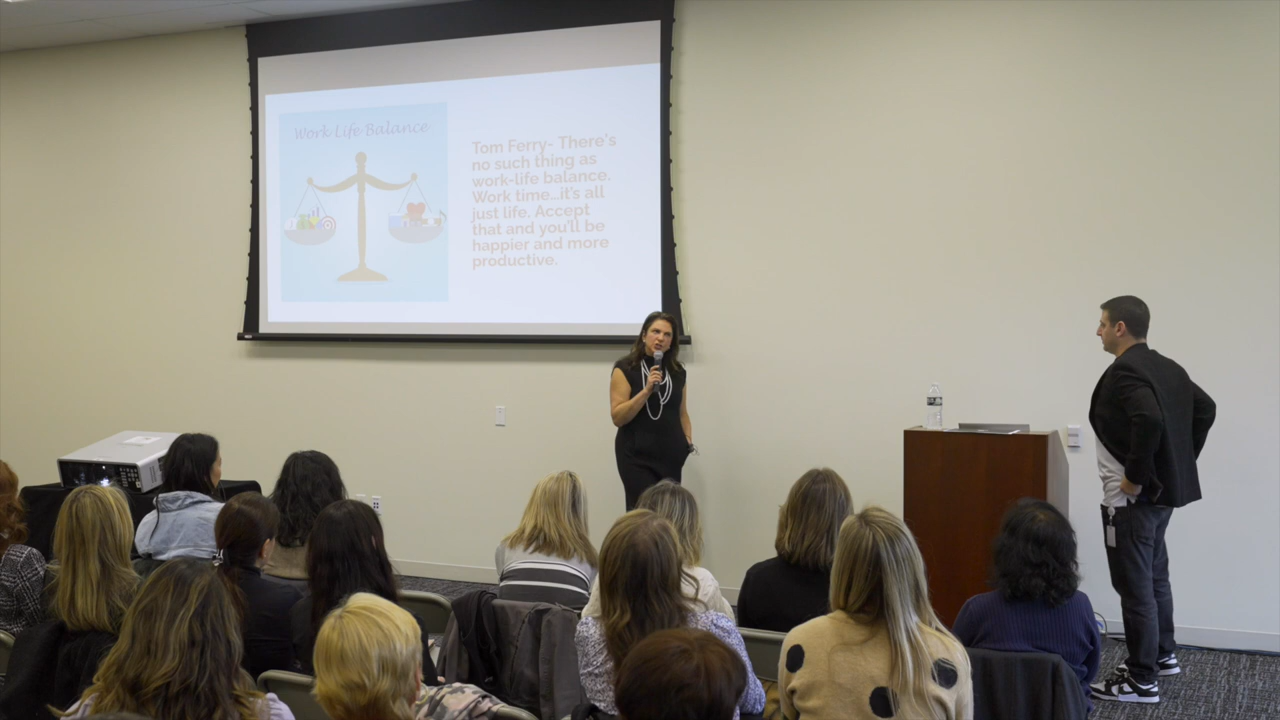 Work Life Balance
Tom Ferry- There's
no such thing as
work-life balance.
Work time...it's all
just life. Accept
that and you'll be
happier and more
productive.